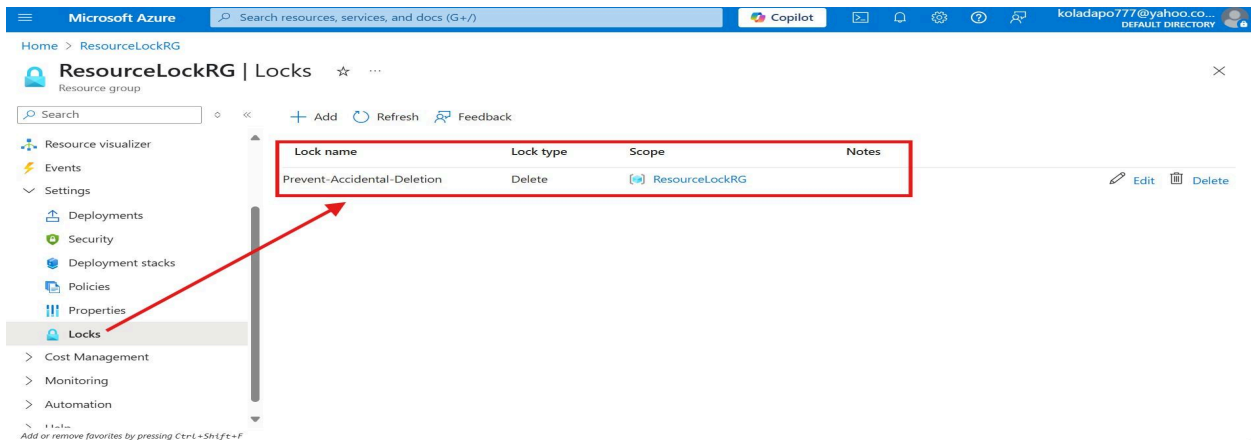 Microsoft Azure
Search resources, services, and docs (G+/)
Copilot
koladapo777@yahoo.co...
DEFAULT DIRECTORY
Home > ResourceLockRG
ResourceLockRG | Locks
Resource group
Search
Add
Refresh
Feedback
Resource visualizer
Events
Settings
Deployments
Security
Deployment stacks
Policies
Properties
Locks
Cost Management
Monitoring
Automation
Lock name Lock type Scope Notes
Prevent-Accidental-Deletion Delete ResourceLockRG Edit Delete
Add or remove favorites by pressing Ctrl+Shift+F